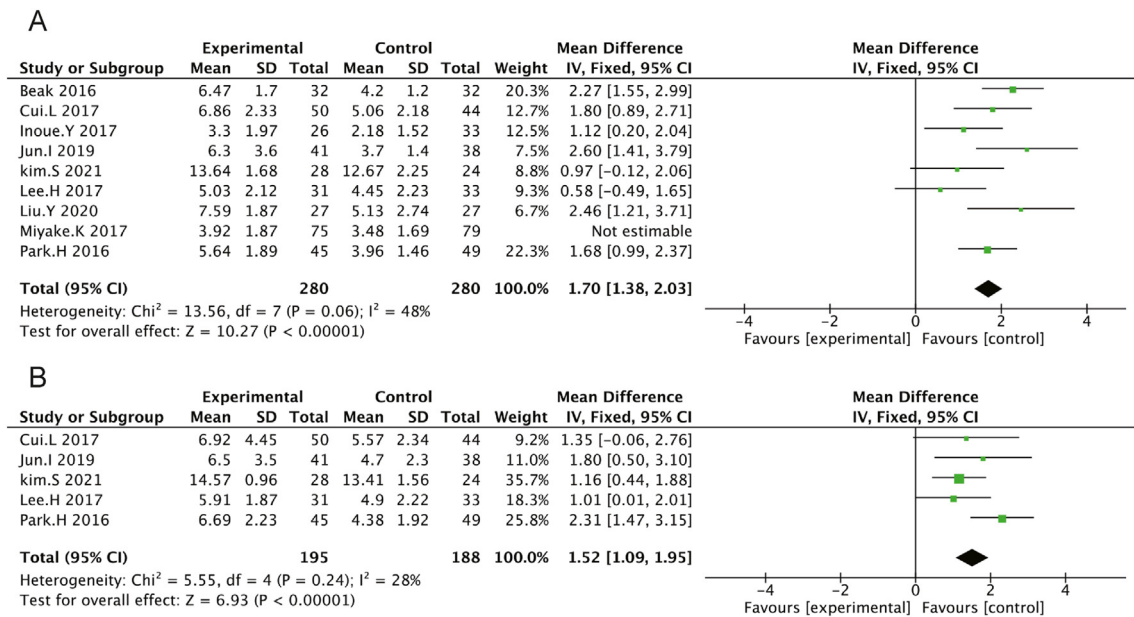 A
Experimental Control Mean Difference Mean Difference
Study or Subgroup Mean SD Total Mean SD Total Weight IV, Fixed, 95% CI IV, Fixed, 95% CI
Beak 2016 6.47 1.7 32 4.2 1.2 32 20.3% 2.27 [1.55, 2.99]
Cui.L 2017 6.86 2.33 50 5.06 2.18 44 12.7% 1.80 [0.89, 2.71]
Inoue.Y 2017 3.3 1.97 26 2.18 1.52 33 12.5% 1.12 [0.20, 2.04]
Jun.I 2019 6.3 3.6 41 3.7 1.4 38 7.5% 2.60 [1.41, 3.79]
kim.S 2021 13.64 1.68 28 12.67 2.25 24 8.8% 0.97 [-0.12, 2.06]
Lee.H 2017 5.03 2.12 31 4.45 2.23 33 9.3% 0.58 [-0.49, 1.65]
Liu.Y 2020 7.59 1.87 27 5.13 2.74 27 6.7% 2.46 [1.21, 3.71]
Miyake.K 2017 3.92 1.87 75 3.48 1.69 79 Not estimable
Park.H 2016 5.64 1.89 45 3.96 1.46 49 22.3% 1.68 [0.99, 2.37]
Total (95% CI) 280 280 100.0% 1.70 [1.38, 2.03]
Heterogeneity: Chi² = 13.56, df = 7 (P = 0.06); I² = 48%
Test for overall effect: Z = 10.27 (P < 0.00001)
-4 -2 0 2 4
Favours [experimental] Favours [control]
B
Experimental Control Mean Difference Mean Difference
Study or Subgroup Mean SD Total Mean SD Total Weight IV, Fixed, 95% CI IV, Fixed, 95% CI
Cui.L 2017 6.92 4.45 50 5.57 2.34 44 9.2% 1.35 [-0.06, 2.76]
Jun.I 2019 6.5 3.5 41 4.7 2.3 38 11.0% 1.80 [0.50, 3.10]
kim.S 2021 14.57 0.96 28 13.41 1.56 24 35.7% 1.16 [0.44, 1.88]
Lee.H 2017 5.91 1.87 31 4.9 2.22 33 18.3% 1.01 [0.01, 2.01]
Park.H 2016 6.69 2.23 45 4.38 1.92 49 25.8% 2.31 [1.47, 3.15]
Total (95% CI) 195 188 100.0% 1.52 [1.09, 1.95]
Heterogeneity: Chi² = 5.55, df = 4 (P = 0.24); I² = 28%
Test for overall effect: Z = 6.93 (P < 0.00001)
-4 -2 0 2 4
Favours [experimental] Favours [control]